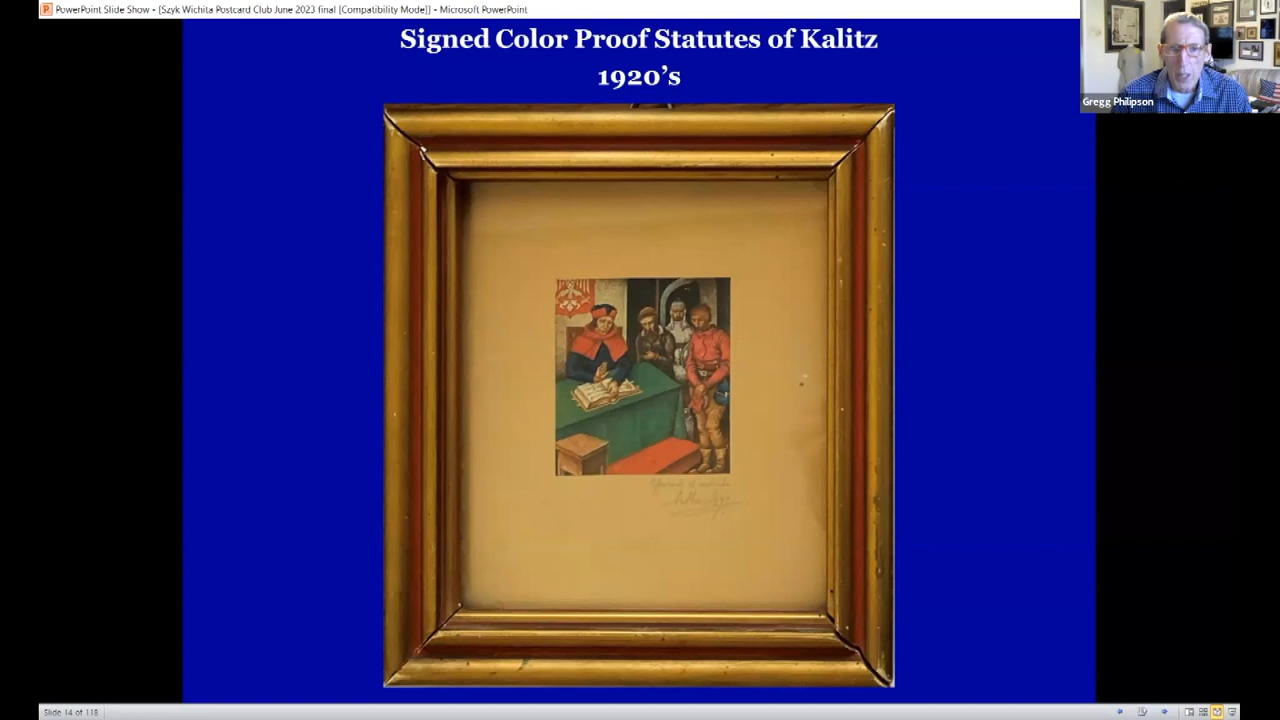 PowerPoint Slide Show - [Szyk Wichita Postcard Club June 2023 final [Compatibility Mode]] - Microsoft PowerPoint
Signed Color Proof Statutes of Kalitz
1920's
Gregg Philipson
Slide 14 of 118